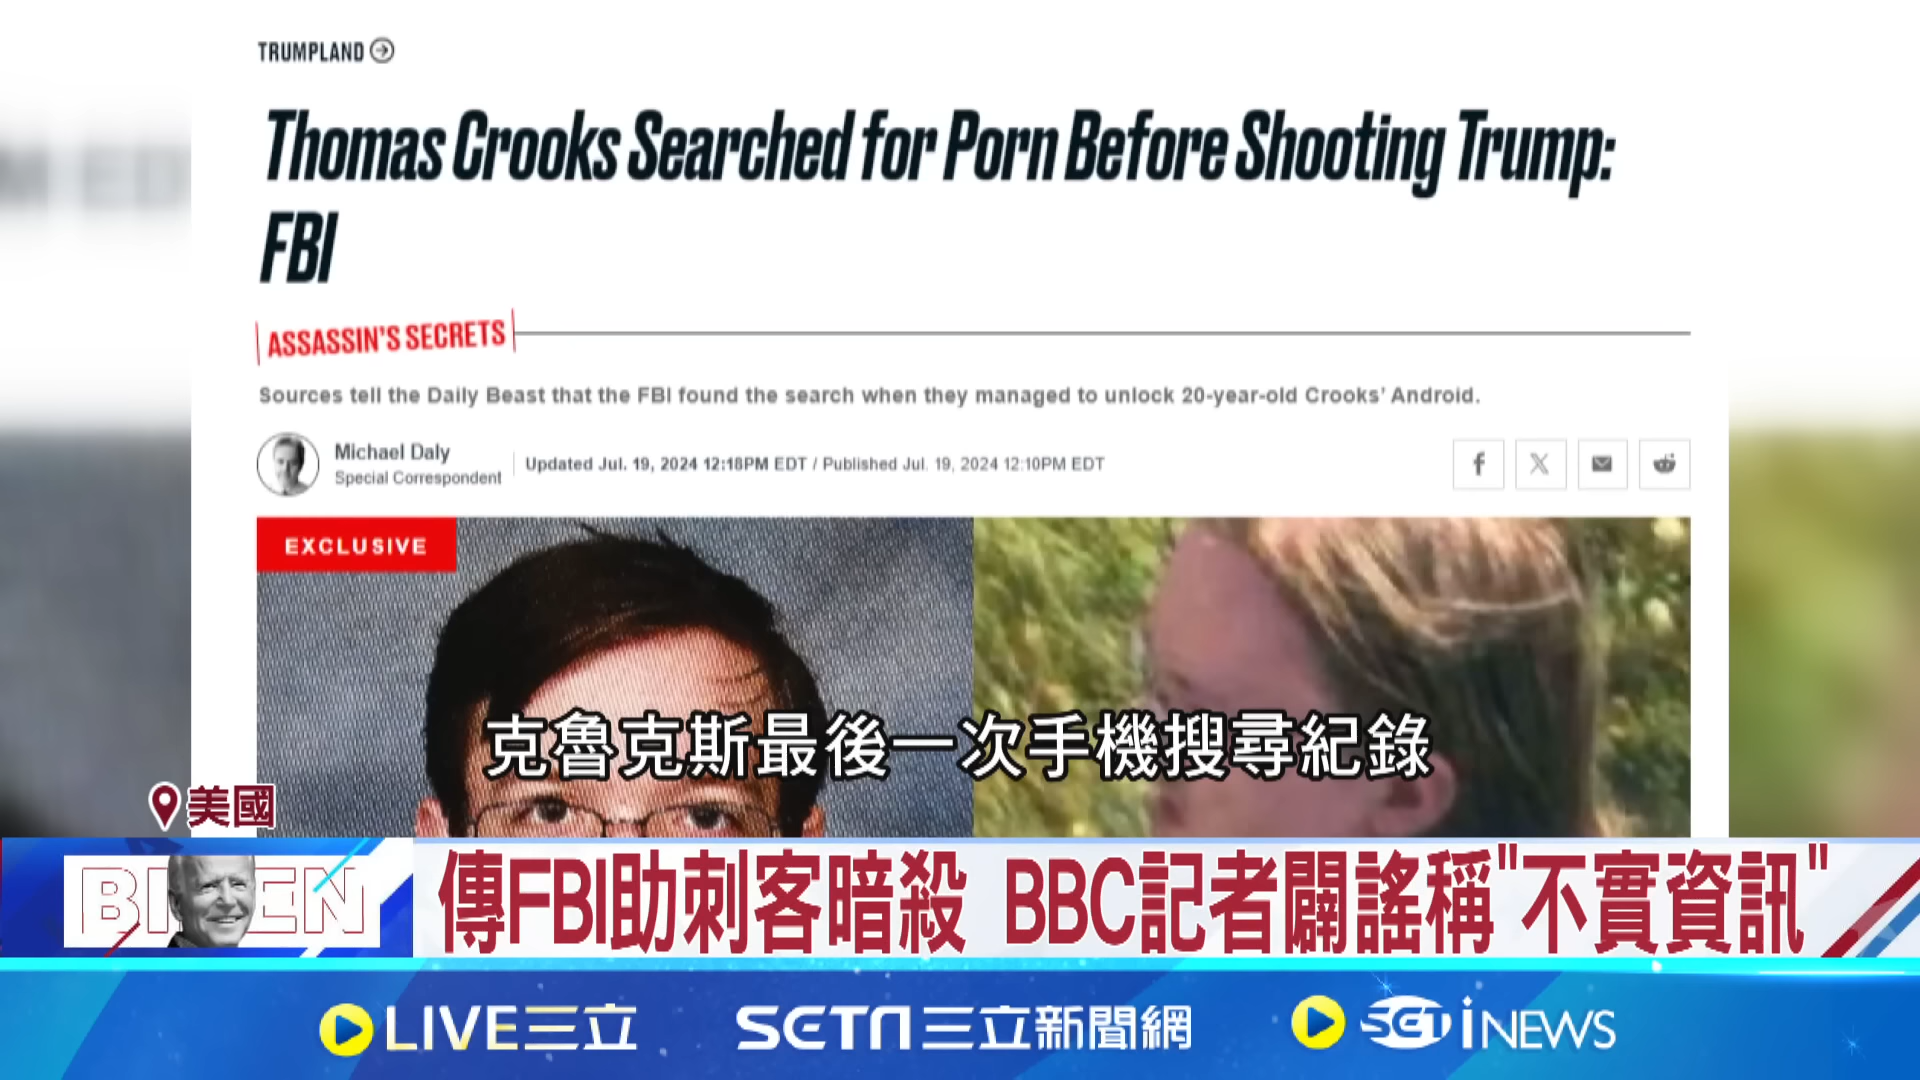 TRUMPLAND
Thomas Crooks Searched for Porn Before Shooting Trump:
FBI
ASSASSIN'S SECRETS
Sources tell the Daily Beast that the FBI found the search when they managed to unlock 20-year-old Crooks' Android.
Michael Daly
Special Correspondent
Updated Jul. 19, 2024 12:18PM EDT / Published Jul. 19, 2024 12:10PM EDT
EXCLUSIVE
克魯克斯最後一次手機搜尋紀錄
美國
BIDEN
傳FBI助刺客暗殺 BBC記者闢謠稱"不實資訊"
LIVE三立
SETN三立新聞網
SET iNEWS